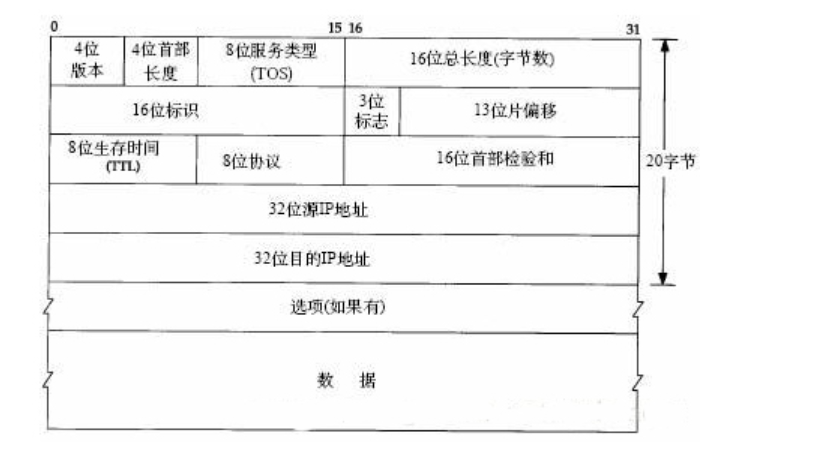 0 15 16 31
4位 4位首部 8位服务类型 16位总长度(字节数)
版本 长度 (TOS)
16位标识 3位 13位片偏移
标志
8位生存时间 8位协议 16位首部检验和
(TTL)
20字节
32位源IP地址
32位目的IP地址
选项(如果有)
数 据